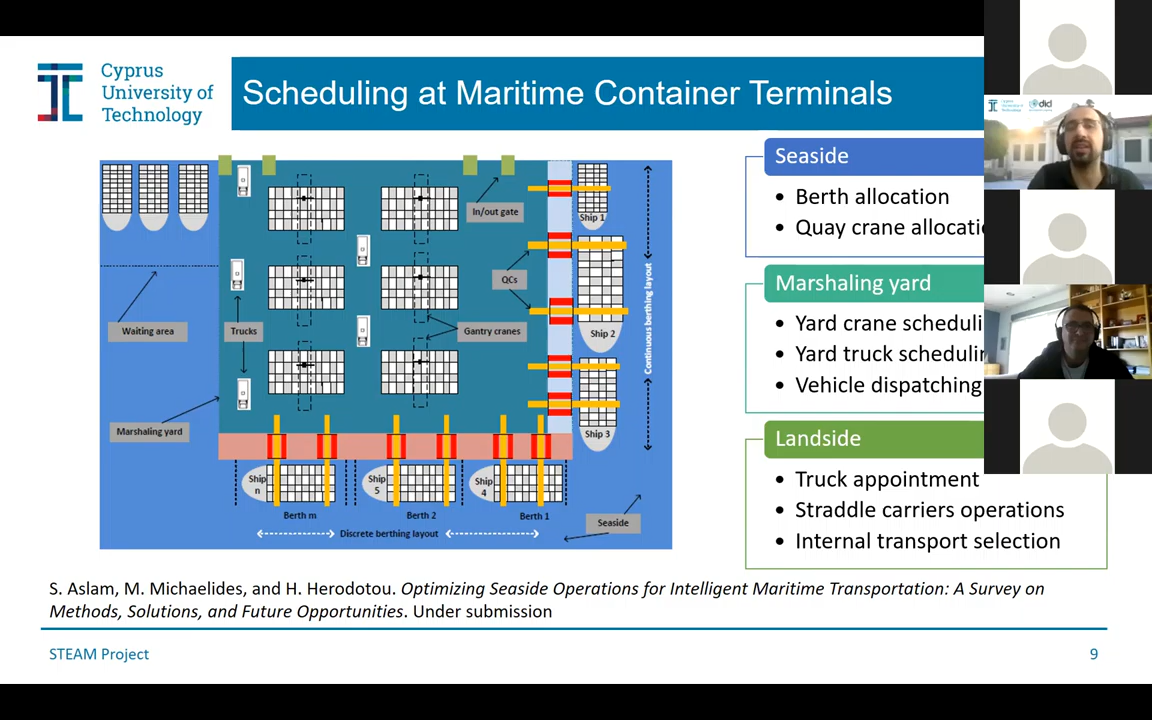 Cyprus
University of
Technology
Scheduling at Maritime Container Terminals
dicl
In/out gate
Ship 1
QCs
Waiting area
Trucks
Gantry cranes
Ship 2
Continuous berthing layout
Marshaling yard
Ship 3
Ship
n
Ship
5
Ship
4
Berth m
Berth 2
Berth 1
Discrete berthing layout
Seaside
Seaside
• Berth allocation
• Quay crane allocati
Marshaling yard
• Yard crane scheduli
• Yard truck schedulin
• Vehicle dispatching
Landside
• Truck appointment
• Straddle carriers operations
• Internal transport selection
S. Aslam, M. Michaelides, and H. Herodotou. Optimizing Seaside Operations for Intelligent Maritime Transportation: A Survey on
Methods, Solutions, and Future Opportunities. Under submission
STEAM Project
9